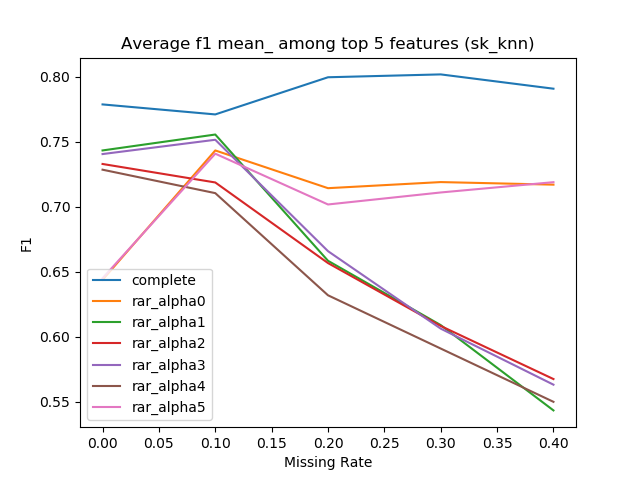 Average f1 mean_ among top 5 features (sk_knn)
0.80
0.75
0.70
0.65
0.60
0.55
F1
complete
rar_alpha0
rar_alpha1
rar_alpha2
rar_alpha3
rar_alpha4
rar_alpha5
0.00 0.05 0.10 0.15 0.20 0.25 0.30 0.35 0.40
Missing Rate